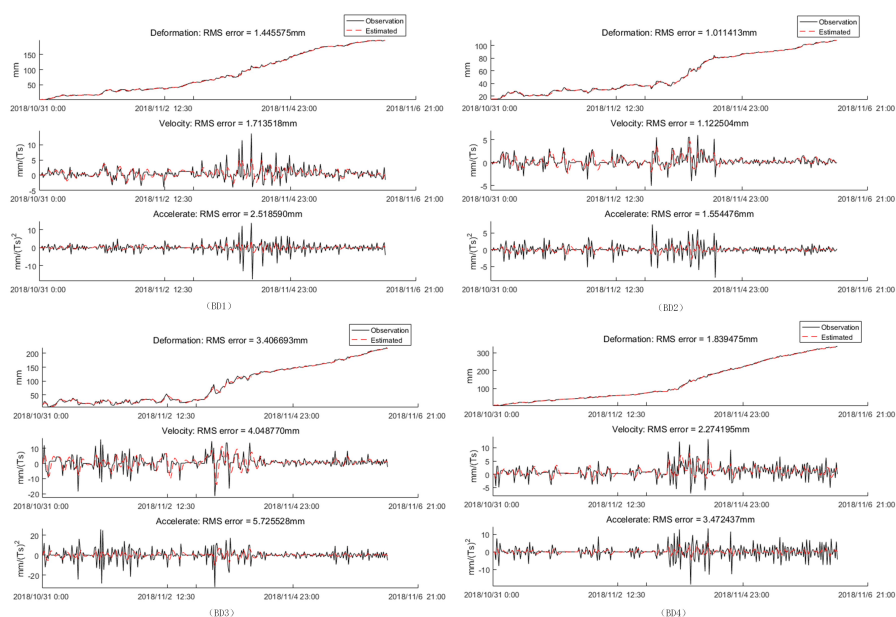 Observation
Estimated
Deformation: RMS error = 1.445575mm
mm
150
100
50
2018/10/31 0:00
2018/11/2 12:30
2018/11/4 23:00
2018/11/6 21:00
Velocity: RMS error = 1.713518mm
mm/(Ts)
10
5
0
-5
2018/10/31 0:00
2018/11/2 12:30
2018/11/4 23:00
2018/11/6 21:00
Accelerate: RMS error = 2.518590mm
mm/(Ts)²
10
0
-10
2018/10/31 0:00
2018/11/2 12:30
2018/11/4 23:00
2018/11/6 21:00
(BD1)
Observation
Estimated
Deformation: RMS error = 1.011413mm
mm
100
80
60
40
20
2018/10/31 0:00
2018/11/2 12:30
2018/11/4 23:00
2018/11/6 21:00
Velocity: RMS error = 1.122504mm
mm/(Ts)
5
0
-5
2018/10/31 0:00
2018/11/2 12:30
2018/11/4 23:00
2018/11/6 21:00
Accelerate: RMS error = 1.554476mm
mm/(Ts)²
5
0
-5
2018/10/31 0:00
2018/11/2 12:30
2018/11/4 23:00
2018/11/6 21:00
(BD2)
Observation
Estimated
Deformation: RMS error = 3.406693mm
mm
200
150
100
50
2018/10/31 0:00
2018/11/2 12:30
2018/11/4 23:00
2018/11/6 21:00
Velocity: RMS error = 4.048770mm
mm/(Ts)
10
0
-10
-20
2018/10/31 0:00
2018/11/2 12:30
2018/11/4 23:00
2018/11/6 21:00
Accelerate: RMS error = 5.725528mm
mm/(Ts)²
20
0
-20
2018/10/31 0:00
2018/11/2 12:30
2018/11/4 23:00
2018/11/6 21:00
(BD3)
Observation
Estimated
Deformation: RMS error = 1.839475mm
mm
300
200
100
2018/10/31 0:00
2018/11/2 12:30
2018/11/4 23:00
2018/11/6 21:00
Velocity: RMS error = 2.274195mm
mm/(Ts)
10
5
0
-5
2018/10/31 0:00
2018/11/2 12:30
2018/11/4 23:00
2018/11/6 21:00
Accelerate: RMS error = 3.472437mm
mm/(Ts)²
10
0
-10
2018/10/31 0:00
2018/11/2 12:30
2018/11/4 23:00
2018/11/6 21:00
(BD4)